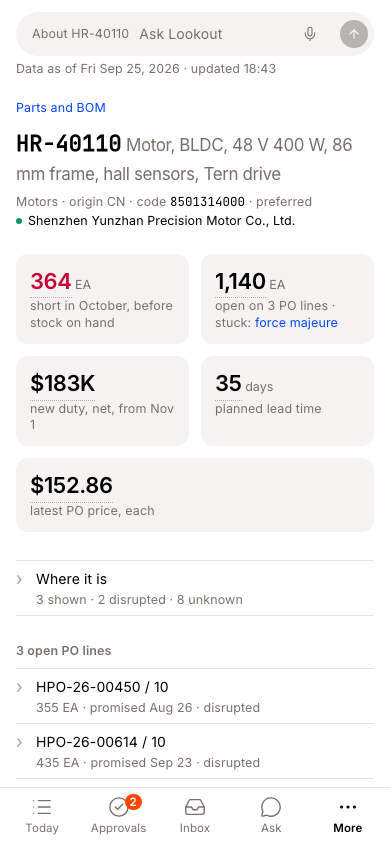 About HR-40110 Ask Lookout
Data as of Fri Sep 25, 2026 · updated 18:43
Parts and BOM
HR-40110 Motor, BLDC, 48 V 400 W, 86
mm frame, hall sensors, Tern drive
Motors · origin CN · code 8501314000 · preferred
Shenzhen Yunzhan Precision Motor Co., Ltd.
364 EA
short in October, before
stock on hand
1,140 EA
open on 3 PO lines ·
stuck: force majeure
$183K
new duty, net, from Nov
1
35 days
planned lead time
$152.86
latest PO price, each
Where it is
3 shown · 2 disrupted · 8 unknown
3 open PO lines
HPO-26-00450 / 10
355 EA · promised Aug 26 · disrupted
HPO-26-00614 / 10
435 EA · promised Sep 23 · disrupted
2
Today
Approvals
Inbox
Ask
More